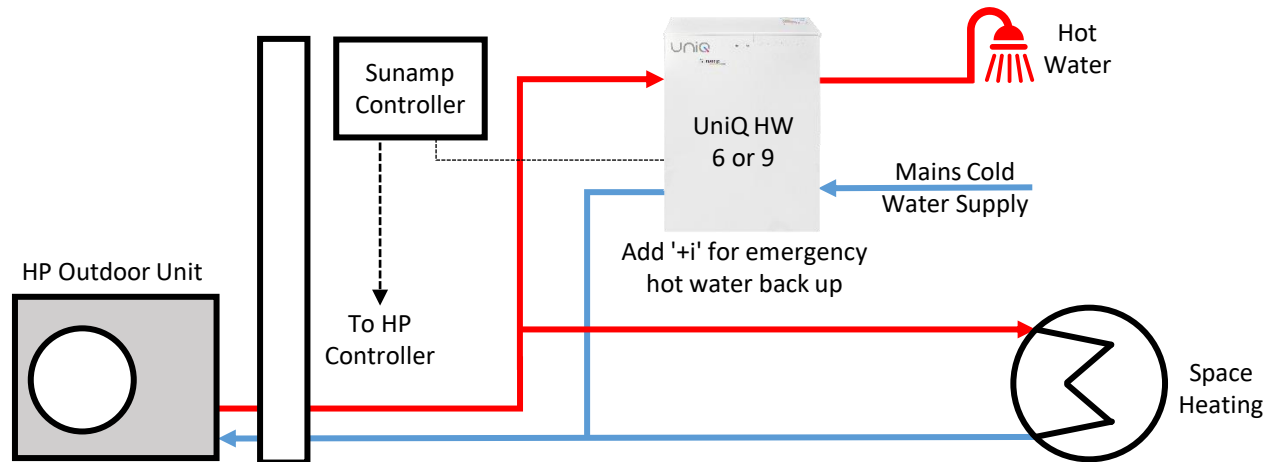 Sunamp
Controller
UniQ
UniQ HW
6 or 9
Hot
Water
Mains Cold
Water Supply
Add '+i' for emergency
hot water back up
HP Outdoor Unit
To HP
Controller
Space
Heating